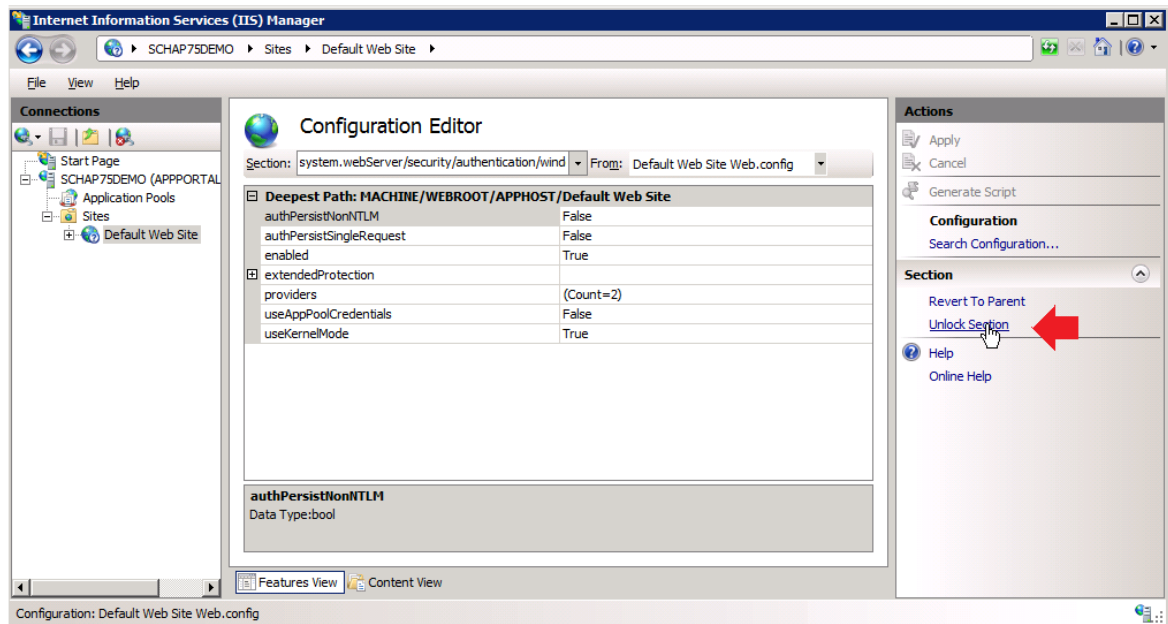 Internet Information Services (IIS) Manager
SCHAP75DEMO Sites Default Web Site
File View Help
Connections
Start Page
SCHAP75DEMO (APPPORTAL
Application Pools
Sites
Default Web Site
Configuration Editor
Section: system.webServer/security/authentication/wind From: Default Web Site Web.config
Deepest Path: MACHINE/WEBROOT/APPHOST/Default Web Site
authPersistNonNTLM False
authPersistSingleRequest False
enabled True
extendedProtection
providers (Count=2)
useAppPoolCredentials False
useKernelMode True
authPersistNonNTLM
Data Type:bool
Features View Content View
Actions
Apply
Cancel
Generate Script
Configuration
Search Configuration...
Section
Revert To Parent
Unlock Section
Help
Online Help
Configuration: Default Web Site Web.config